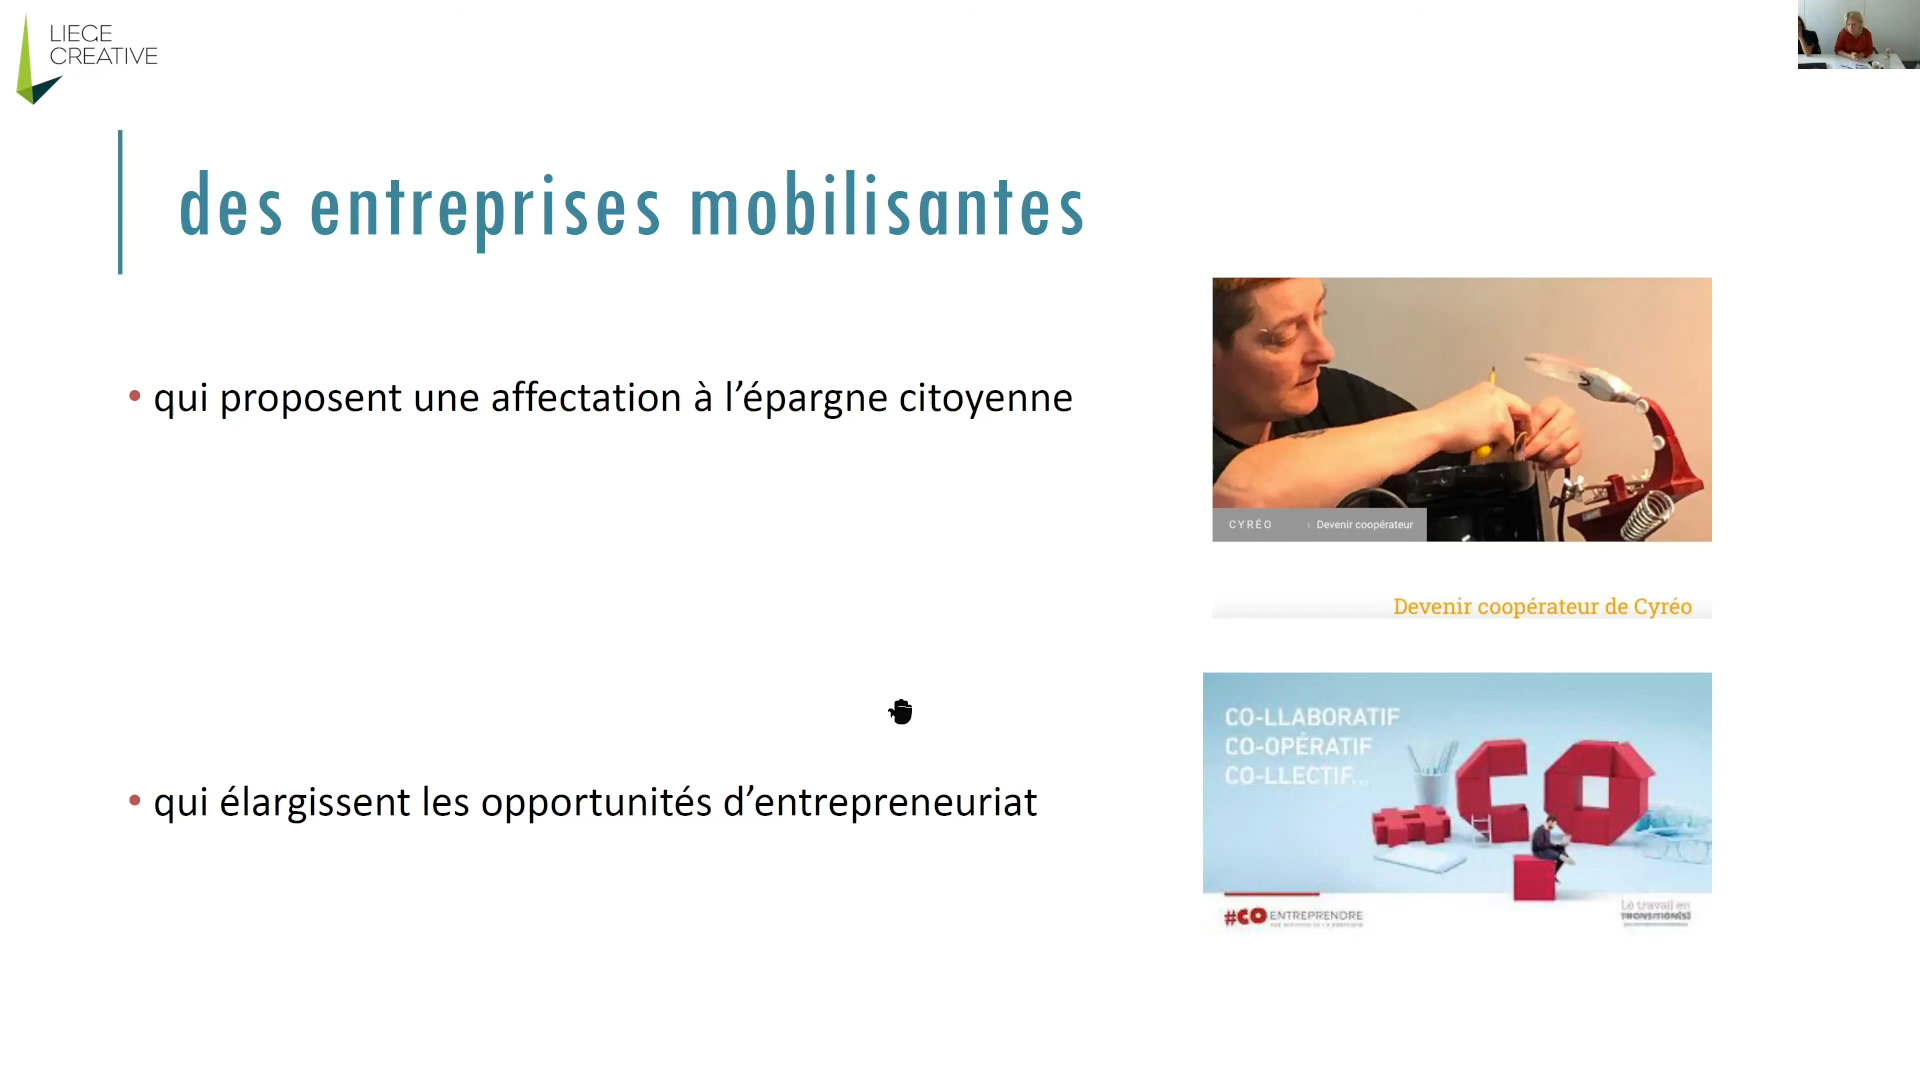 LIEGE
CREATIVE
des entreprises mobilisantes
• qui proposent une affectation à l’épargne citoyenne
CYRÉO › Devenir coopérateur
Devenir coopérateur de Cyréo
CO-LLABORATIF
CO-OPÉRATIF
CO-LLECTIF...
#CO
• qui élargissent les opportunités d’entrepreneuriat
#CO ENTREPRENDRE
Le travail en
TRANSITION(S)